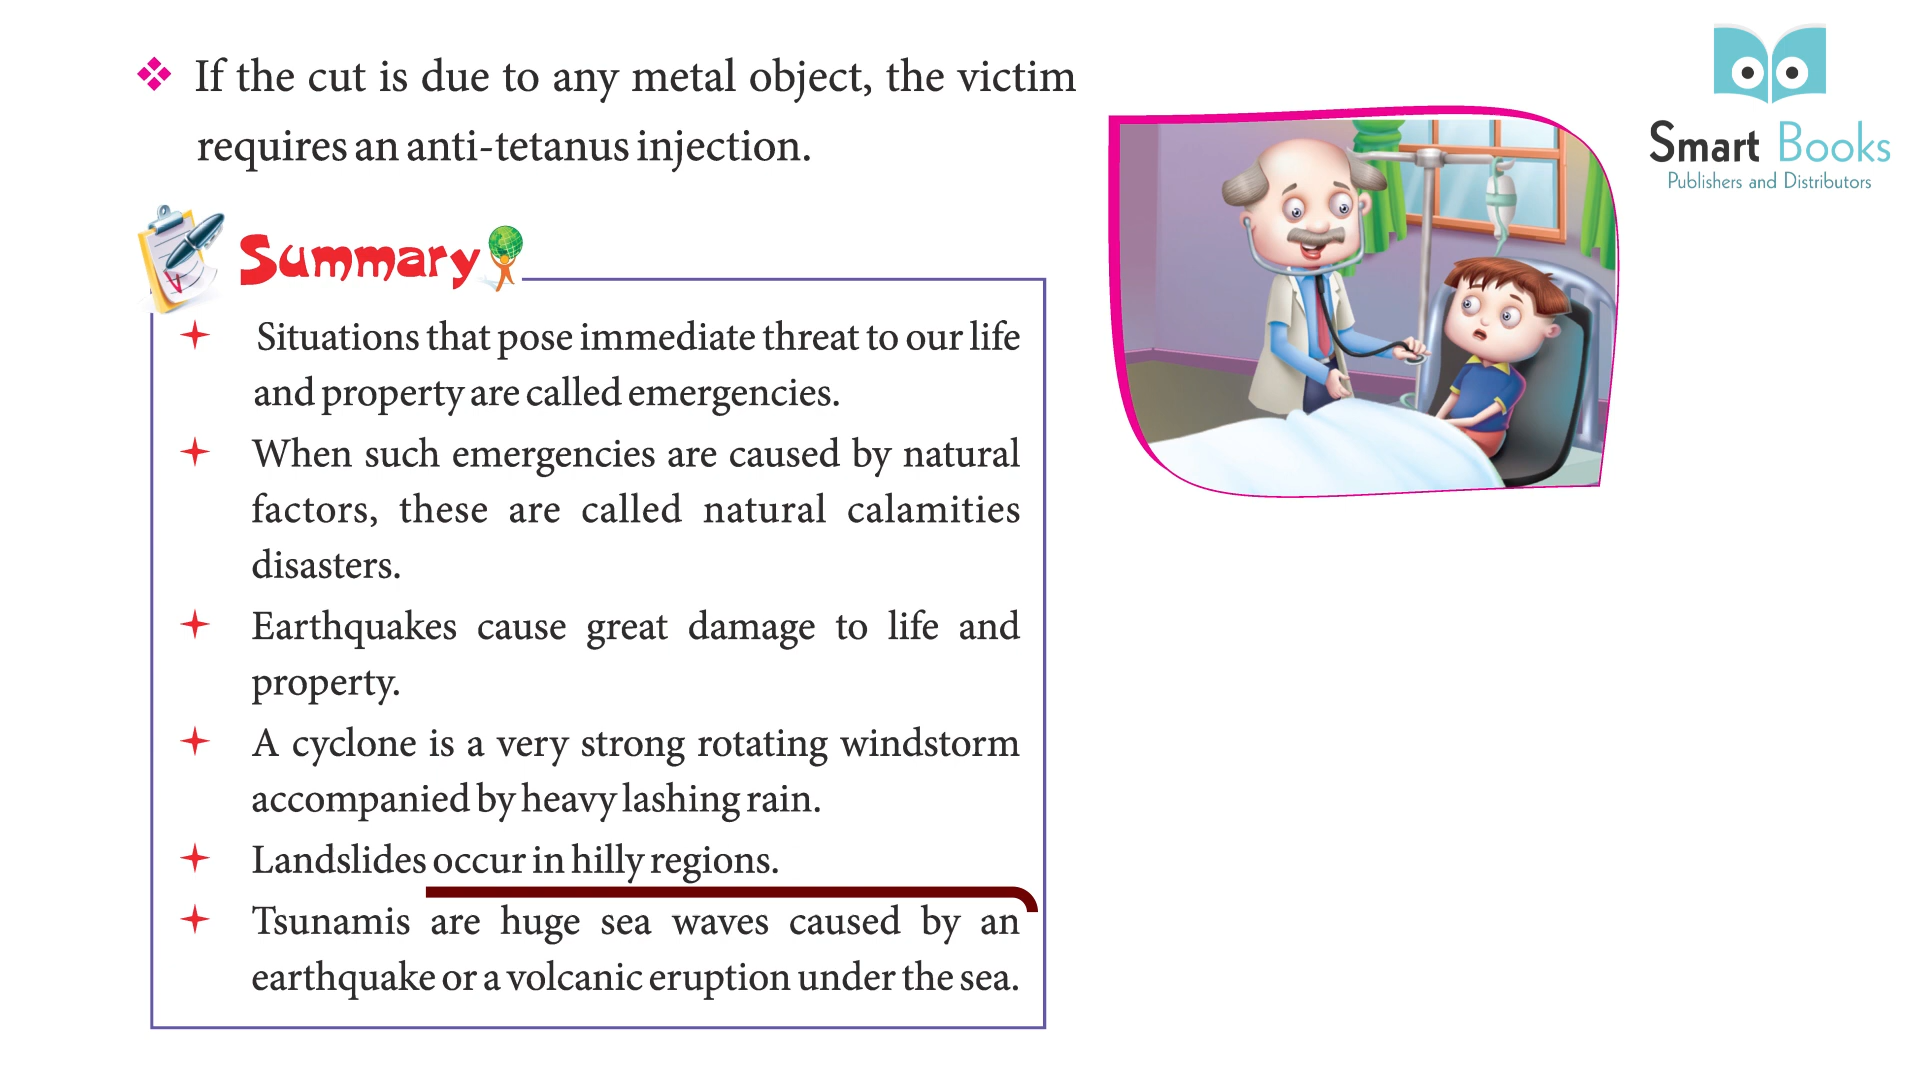 If the cut is due to any metal object, the victim
requires an anti-tetanus injection.
Smart Books
Publishers and Distributors
Summary
Situations that pose immediate threat to our life
and property are called emergencies.
When such emergencies are caused by natural
factors, these are called natural calamities
disasters.
Earthquakes cause great damage to life and
property.
A cyclone is a very strong rotating windstorm
accompanied by heavy lashing rain.
Landslides occur in hilly regions.
Tsunamis are huge sea waves caused by an
earthquake or a volcanic eruption under the sea.